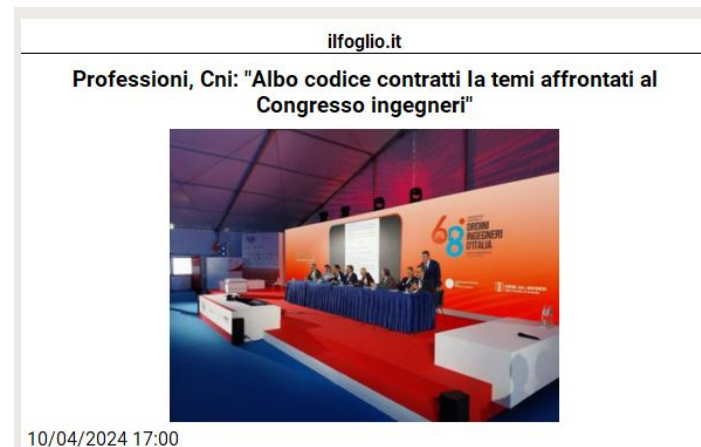 ilfoglio.it
Professioni, Cni: "Albo codice contratti Ia temi affrontati al
Congresso ingegneri"
68°
ORDINI
INGEGNERI
D'ITALIA
10/04/2024 17:00